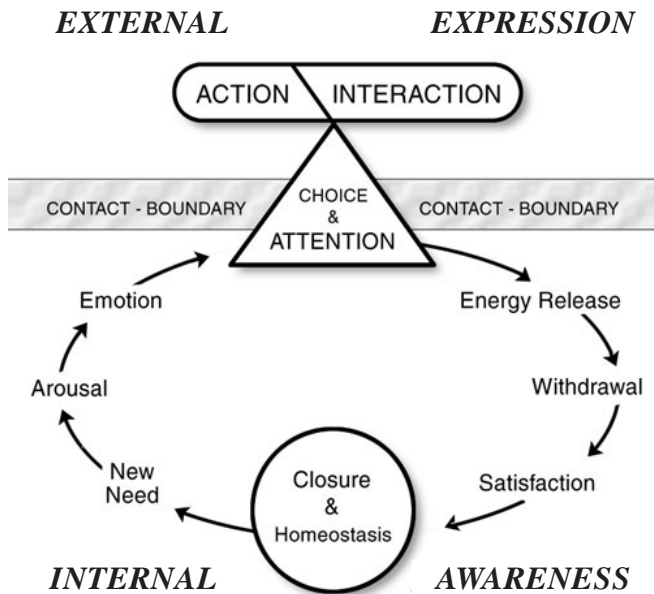 EXTERNAL EXPRESSION
ACTION INTERACTION
CHOICE
&
ATTENTION
CONTACT - BOUNDARY CONTACT - BOUNDARY
Emotion Energy Release
Arousal Withdrawal
New
Need
Satisfaction
Closure
&
Homeostasis
INTERNAL AWARENESS